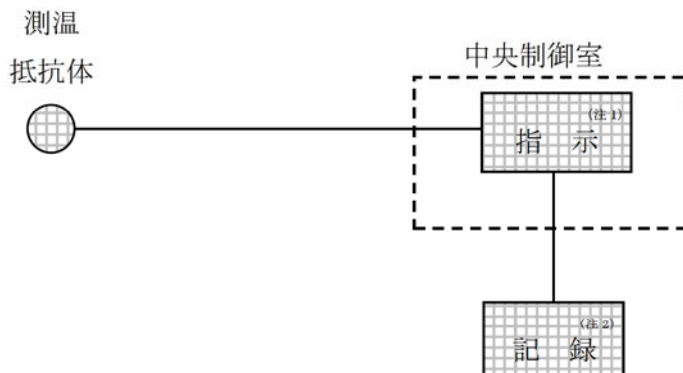 測温
抵抗体
中央制御室
(注1)
指 示
(注2)
記 録